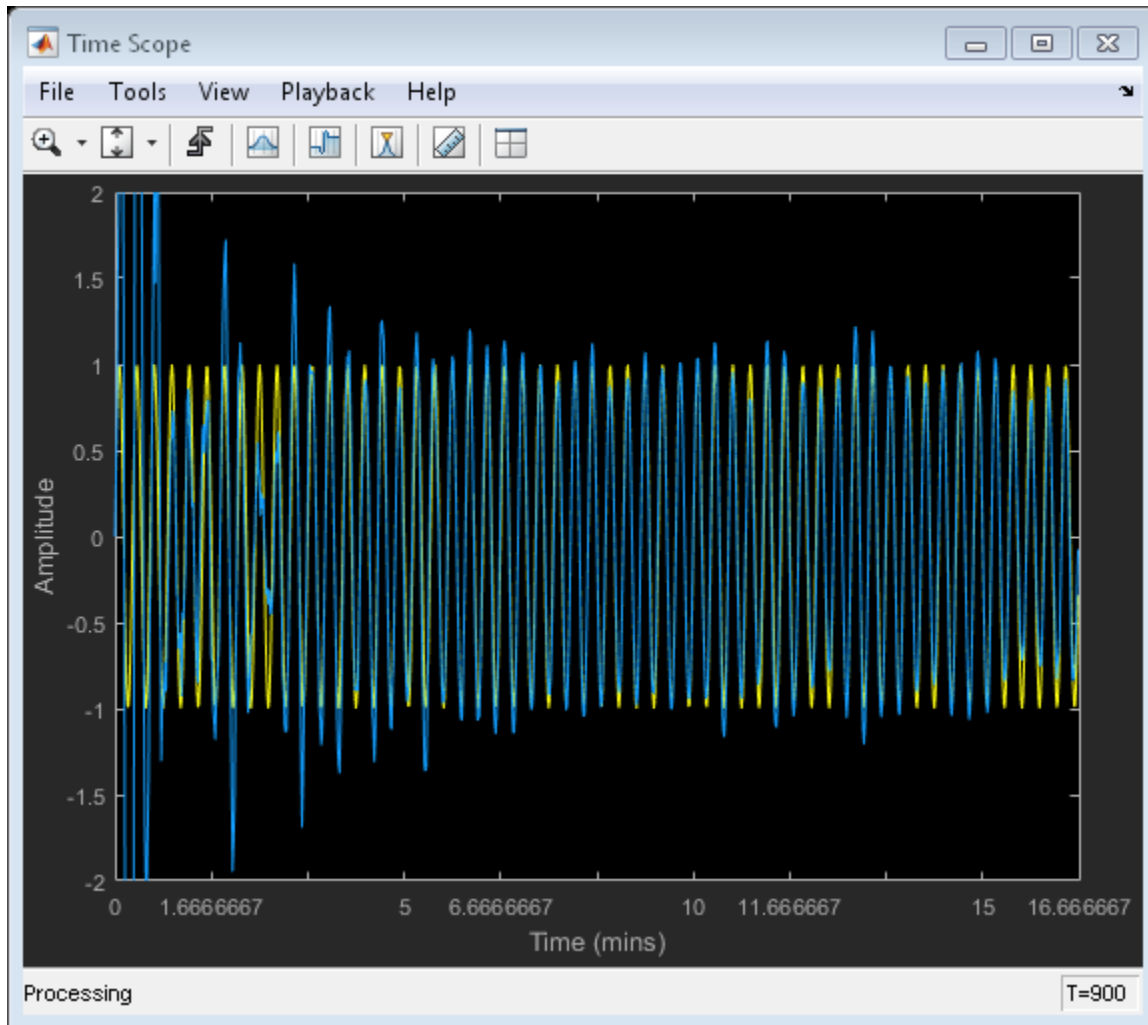 Time Scope
File Tools View Playback Help
2
1.5
1
0.5
0
-0.5
-1
-1.5
-2
Amplitude
0 1.6666667 5 6.6666667 10 11.666667 15 16.666667
Time (mins)
Processing T=900